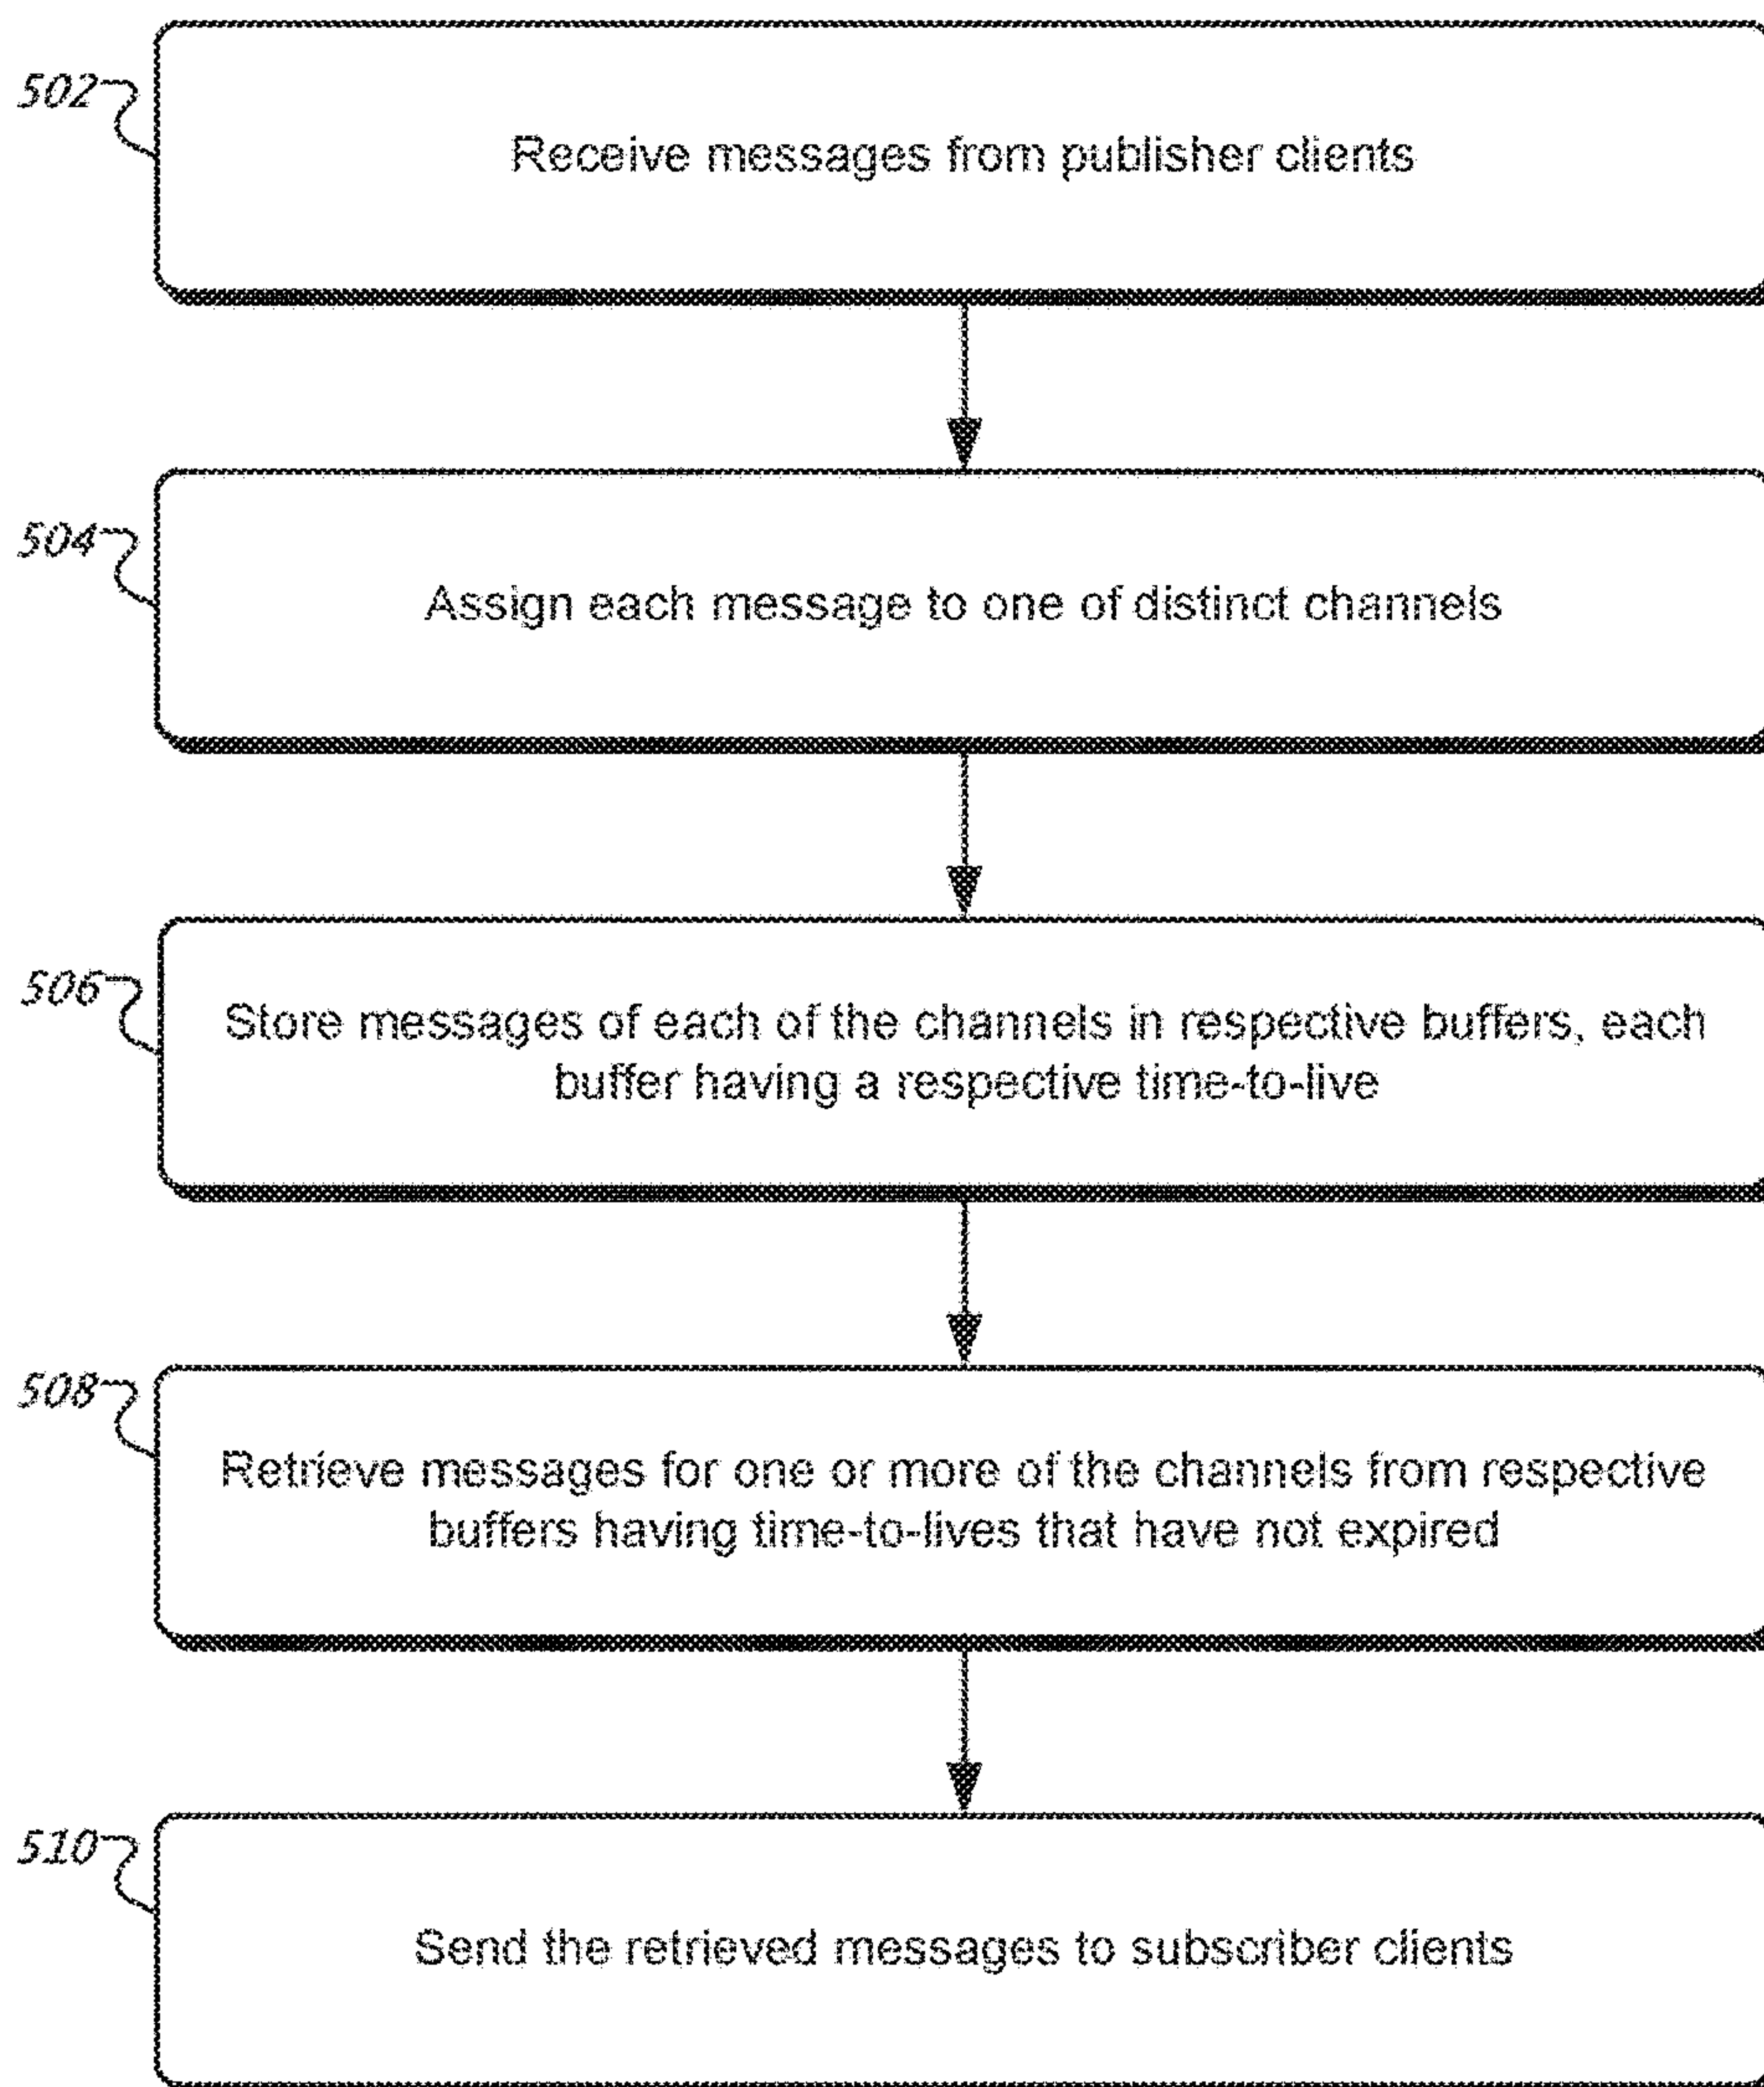 502
Receive messages from publisher clients
504
Assign each message to one of distinct channels
506
Store messages of each of the channels in respective buffers, each
buffer having a respective time-to-live
508
Retrieve messages for one or more of the channels from respective
buffers having time-to-lives that have not expired
510
Send the retrieved messages to subscriber clients